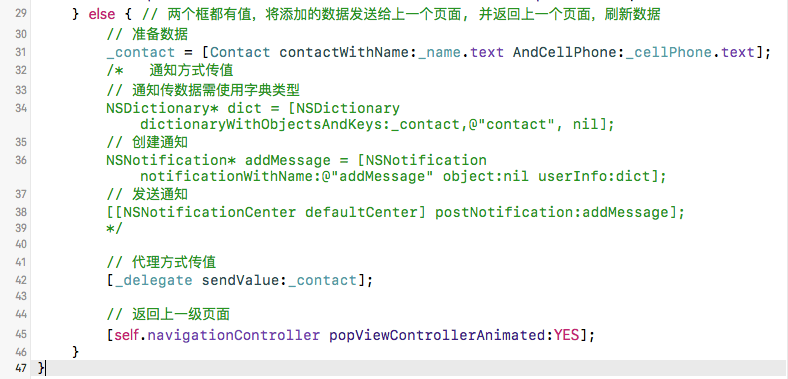 29 } else { // 两个框都有值，将添加的数据发送给上一个页面, 并返回上一个页面，刷新数据
30 // 准备数据
31 _contact = [Contact contactWithName:_name.text AndCellPhone:_cellPhone.text];
32 /* 通知方式传值
33 // 通知传数据需使用字典类型
34 NSDictionary* dict = [NSDictionary
dictionaryWithObjectsAndKeys:_contact,@"contact", nil];
35 // 创建通知
36 NSNotification* addMessage = [NSNotification
notificationWithName:@"addMessage" object:nil userInfo:dict];
37 // 发送通知
38 [[NSNotificationCenter defaultCenter] postNotification:addMessage];
39 */
40
41 // 代理方式传值
42 [_delegate sendValue:_contact];
43
44 // 返回上一级页面
45 [self.navigationController popViewControllerAnimated:YES];
46 }
47 }